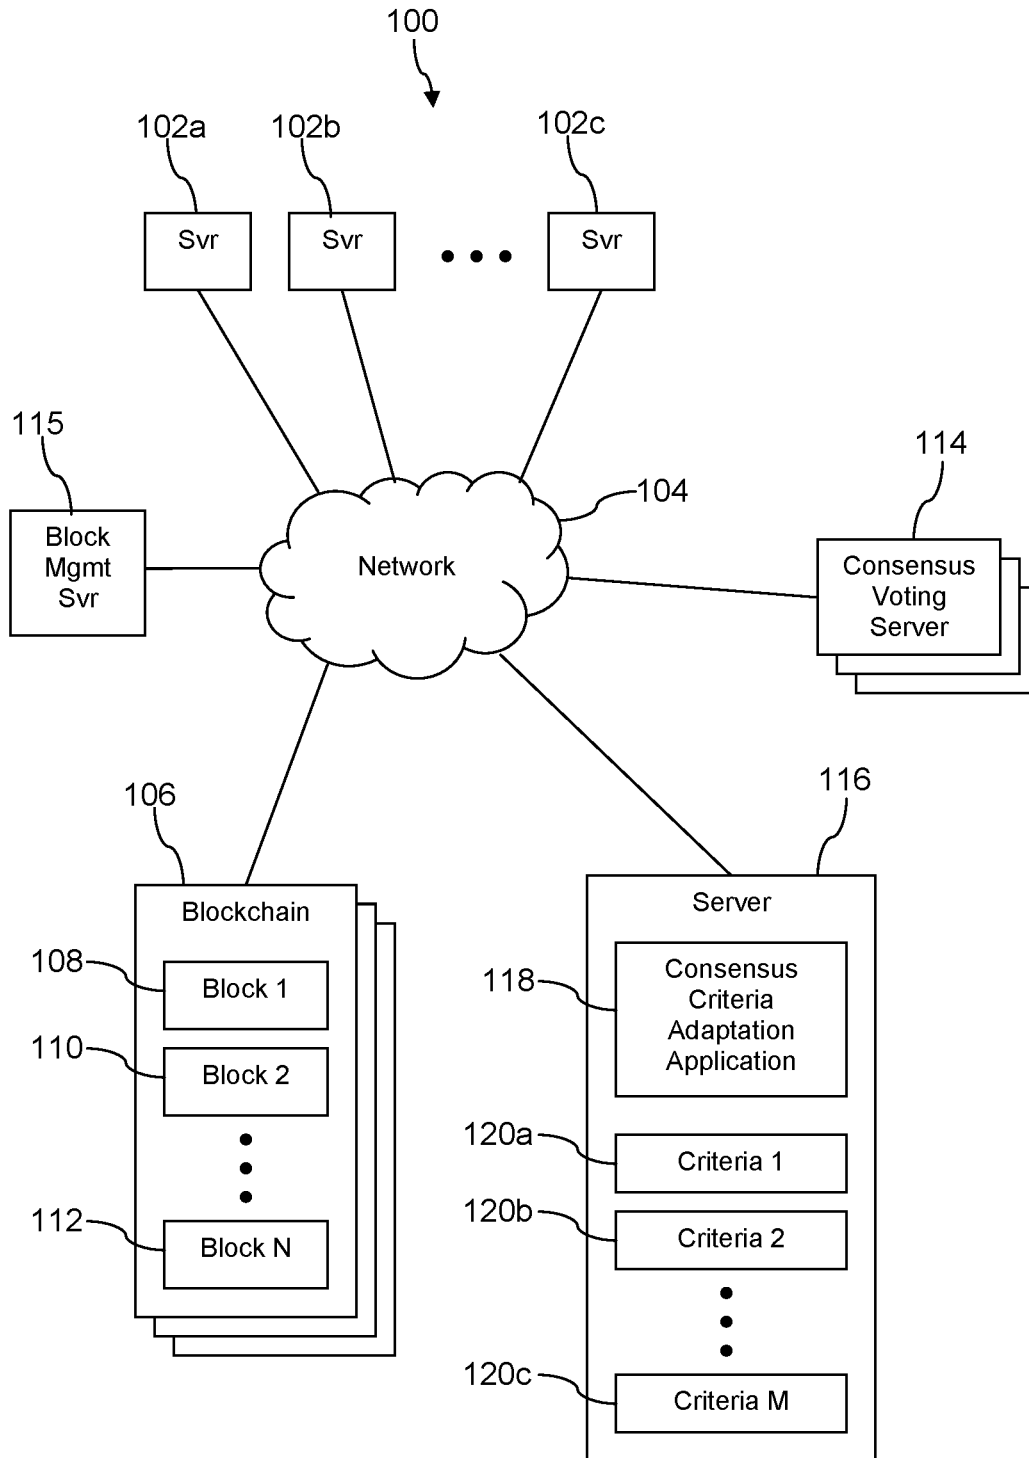 100
102a
102b
102c
Svr
Svr
Svr
115
Block
Mgmt
Svr
Network
104
114
Consensus
Voting
Server
106
Blockchain
108
Block 1
110
Block 2
112
Block N
116
Server
118
Consensus
Criteria
Adaptation
Application
120a
Criteria 1
120b
Criteria 2
120c
Criteria M